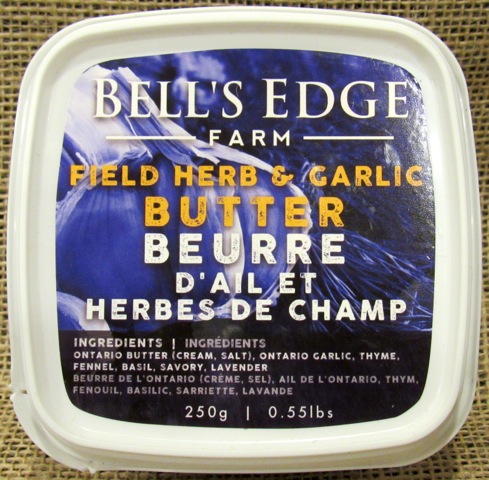 BELL'S EDGE
FARM
FIELD HERB & GARLIC
BUTTER
BEURRE
D'AIL ET
HERBES DE CHAMP
INGREDIENTS | INGRÉDIENTS
ONTARIO BUTTER (CREAM, SALT), ONTARIO GARLIC, THYME,
FENNEL, BASIL, SAVORY, LAVENDER
BEURRE DE L'ONTARIO (CRÈME, SEL), AIL DE L'ONTARIO, THYM,
FENOUIL, BASILIC, SARRIETTE, LAVANDE
250g | 0.55lbs